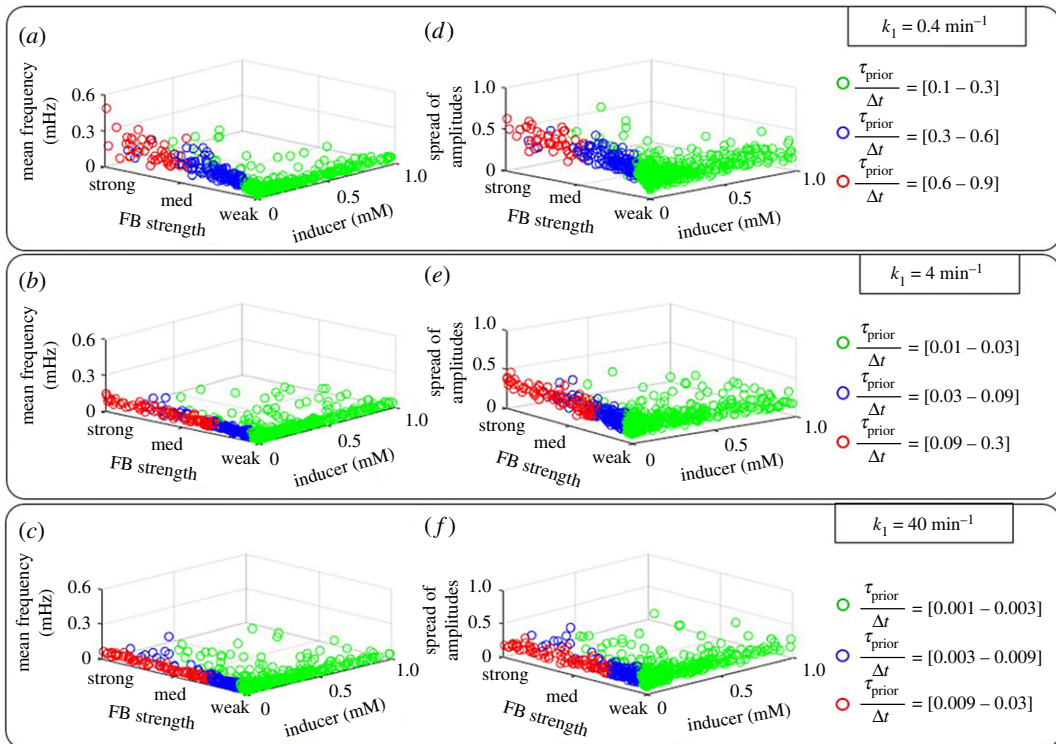 (a)
mean frequency
(mHz)
0.6
0.3
0
strong
med
weak
FB strength
0
0.5
1.0
inducer (mM)
(d)
spread of
amplitudes
1.0
0.5
0
strong
med
weak
FB strength
0
0.5
1.0
inducer (mM)
k₁ = 0.4 min⁻¹
τprior/Δt = [0.1 – 0.3]
τprior/Δt = [0.3 – 0.6]
τprior/Δt = [0.6 – 0.9]
(b)
mean frequency
(mHz)
0.6
0.3
0
strong
med
weak
FB strength
0
0.5
1.0
inducer (mM)
(e)
spread of
amplitudes
1.0
0.5
0
strong
med
weak
FB strength
0
0.5
1.0
inducer (mM)
k₁ = 4 min⁻¹
τprior/Δt = [0.01 – 0.03]
τprior/Δt = [0.03 – 0.09]
τprior/Δt = [0.09 – 0.3]
(c)
mean frequency
(mHz)
0.6
0.3
0
strong
med
weak
FB strength
0
0.5
1.0
inducer (mM)
(f)
spread of
amplitudes
1.0
0.5
0
strong
med
weak
FB strength
0
0.5
1.0
inducer (mM)
k₁ = 40 min⁻¹
τprior/Δt = [0.001 – 0.003]
τprior/Δt = [0.003 – 0.009]
τprior/Δt = [0.009 – 0.03]